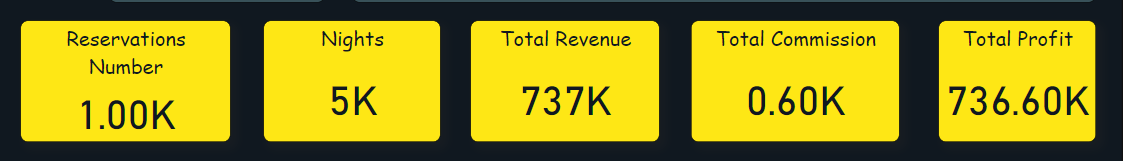 Reservations
Number
1.00K
Nights
5K
Total Revenue
737K
Total Commission
0.60K
Total Profit
736.60K